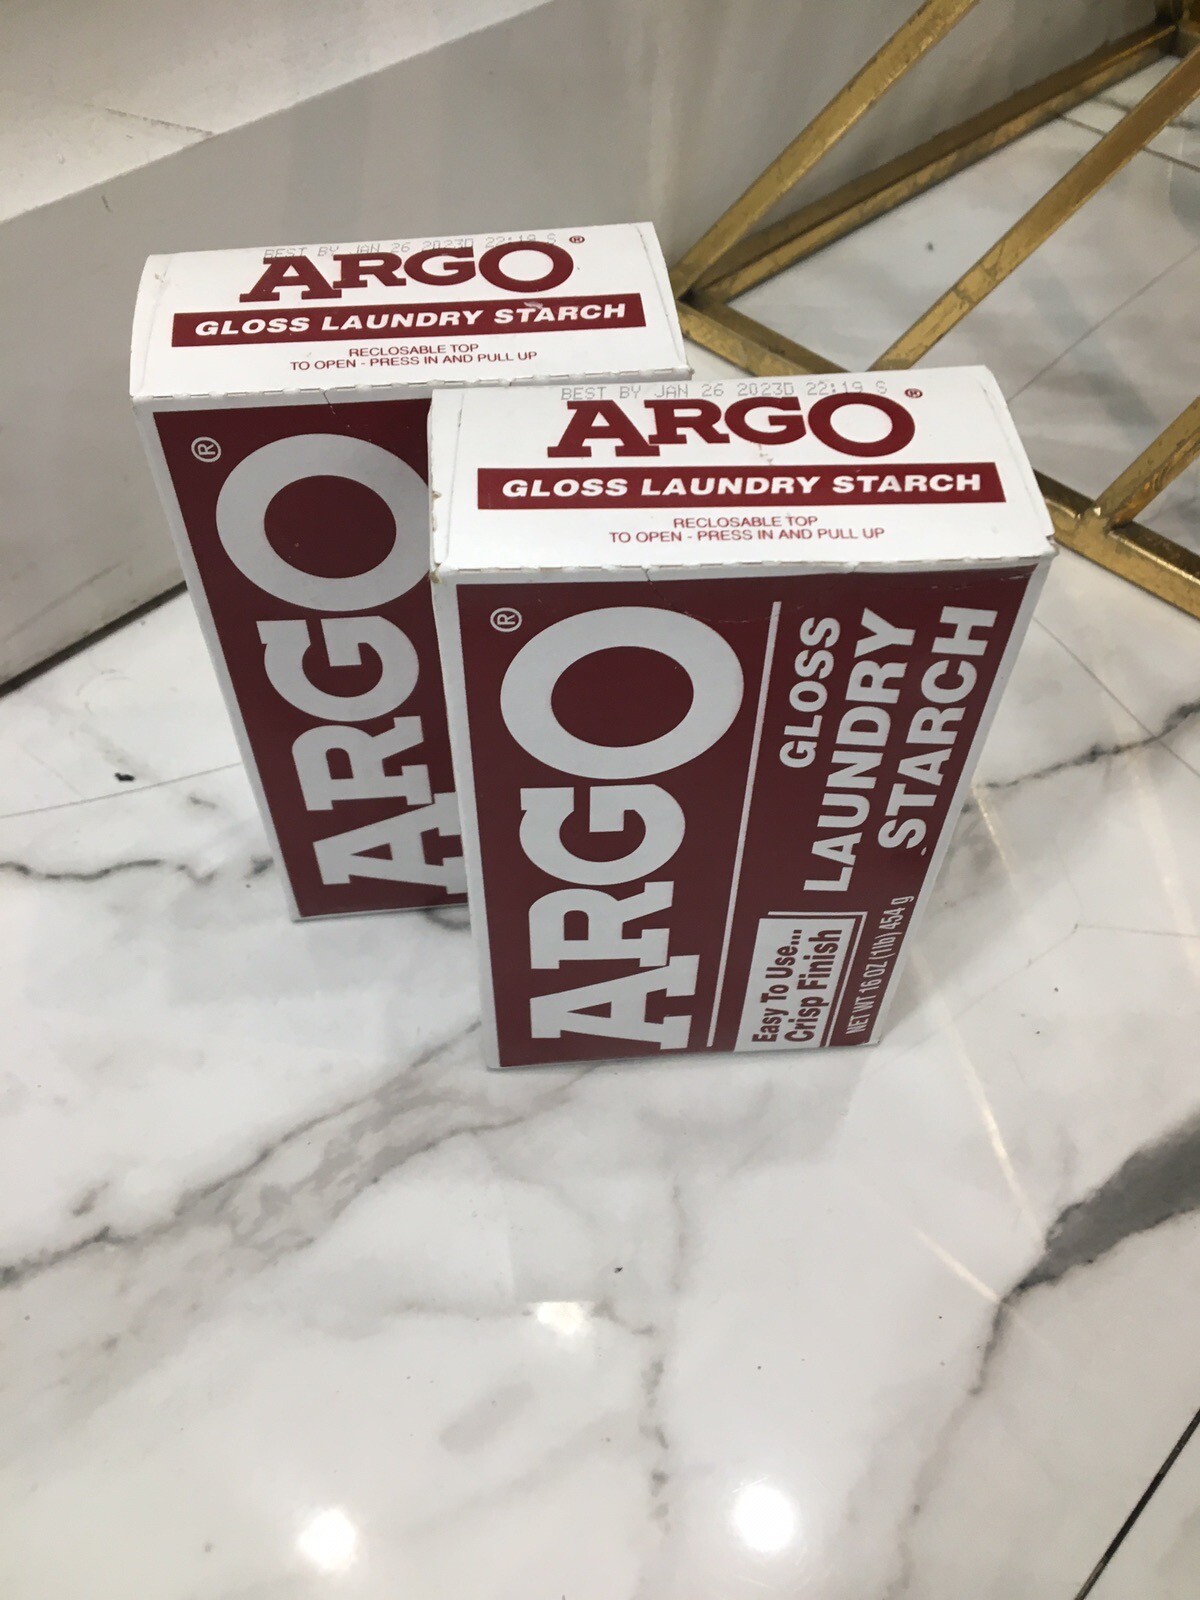 BEST BY JAN 26 2023D 22:19 S
ARGO®
GLOSS LAUNDRY STARCH
RECLOSABLE TOP
TO OPEN - PRESS IN AND PULL UP
® ARGO
BEST BY JAN 26 2023D 22:19 S
ARGO®
GLOSS LAUNDRY STARCH
RECLOSABLE TOP
TO OPEN - PRESS IN AND PULL UP
ARGO®
GLOSS
LAUNDRY
STARCH
Easy To Use...
Crisp Finish
NET WT 16 OZ (1lb) 454 g